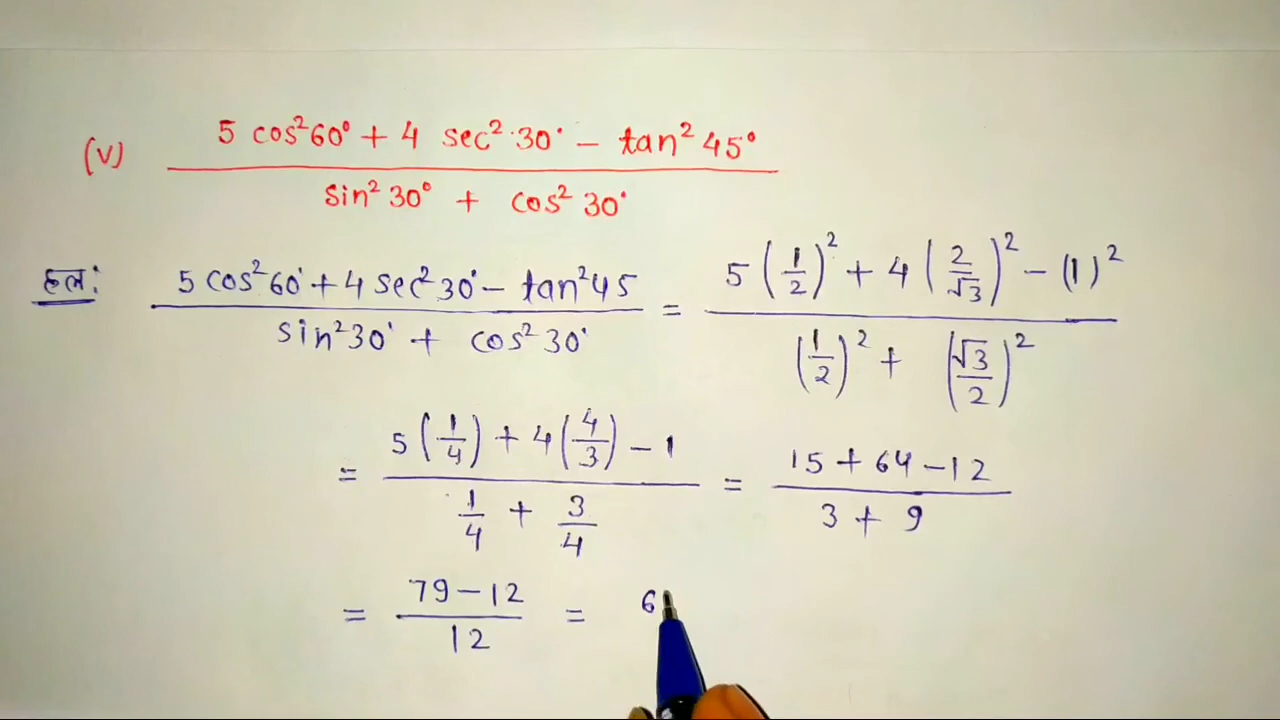 (v) (5 cos²60° + 4 sec²·30° − tan²45°) / (sin²30° + cos²30°)
हल: (5 cos²60° + 4 sec²30° − tan²45) / (sin²30° + cos²30°) = (5(1/2)² + 4(2/√3)² − (1)²) / ((1/2)² + (√3/2)²)
= (5(1/4) + 4(4/3) − 1) / (1/4 + 3/4) = (15 + 64 − 12) / (3 + 9)
= (79 − 12) / 12 = 6